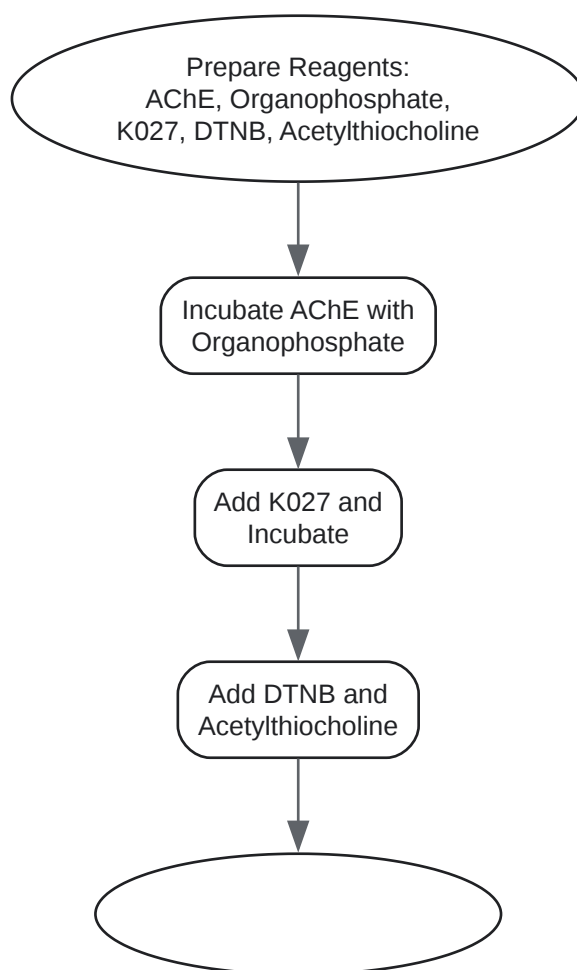 Prepare Reagents:
AChE, Organophosphate,
K027, DTNB, Acetylthiocholine
Incubate AChE with
Organophosphate
Add K027 and
Incubate
Add DTNB and
Acetylthiocholine